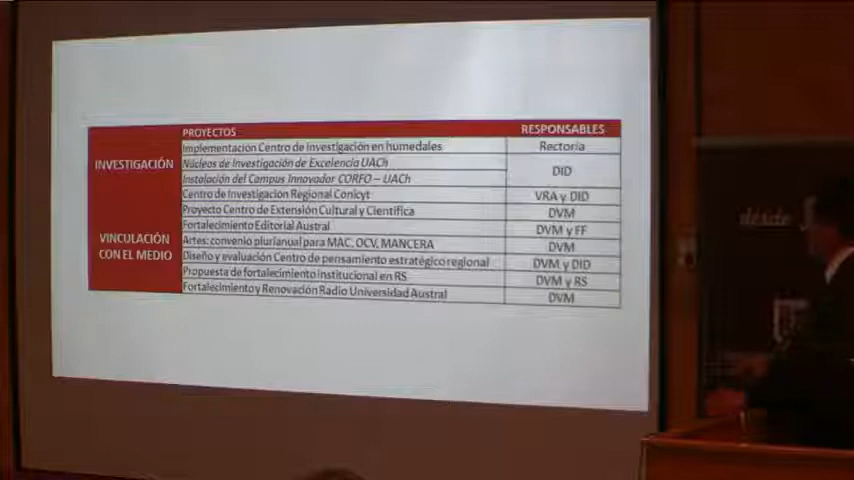 PROYECTOS RESPONSABLES
INVESTIGACIÓN
Implementación Centro de Investigación en humedales Rectoría
Núcleos de Investigación de Excelencia UACh DID
Instalación del Campus Innovador CORFO – UACh
Centro de Investigación Regional Conicyt VRA y DID
VINCULACIÓN CON EL MEDIO
Proyecto Centro de Extensión Cultural y Científica DVM
Fortalecimiento Editorial Austral DVM y FF
Artes: convenio plurianual para MAC, OCV, MANCERA DVM
Diseño y evaluación Centro de pensamiento estratégico regional DVM y DID
Propuesta de fortalecimiento institucional en RS DVM y RS
Fortalecimiento y Renovación Radio Universidad Austral DVM
desde